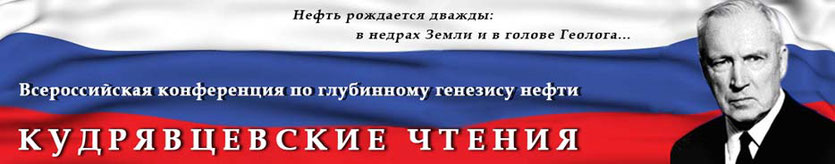 Нефть рождается дважды:
в недрах Земли и в голове Геолога...
Всероссийская конференция по глубинному генезису нефти
КУДРЯВЦЕВСКИЕ ЧТЕНИЯ